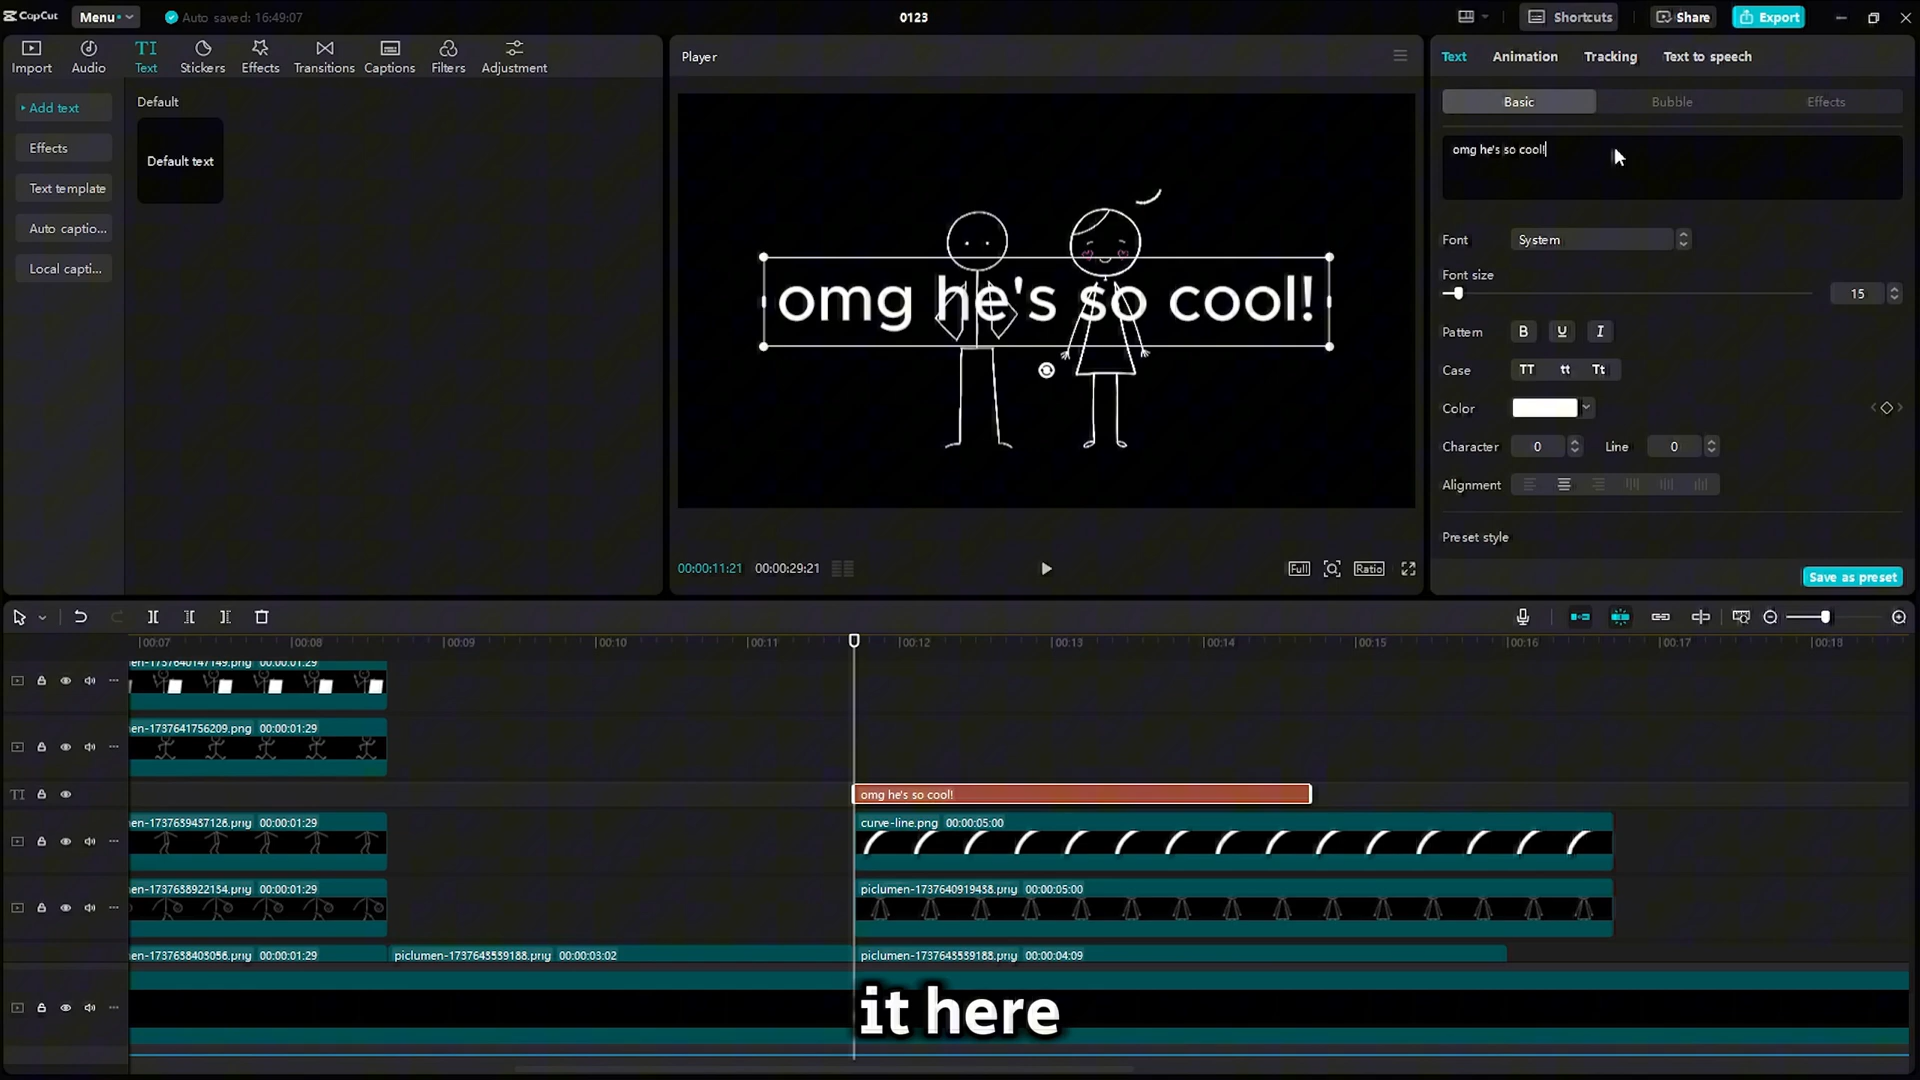 CapCut
Menu
Auto saved: 16:49:07
0123
Shortcuts
Share
Export
Import
Audio
Text
Stickers
Effects
Transitions
Captions
Filters
Adjustment
Add text
Effects
Text template
Auto captio...
Local capti...
Default
Default text
Player
omg he's so cool!
00:00:11:21
00:00:29:21
Full
Ratio
Text
Animation
Tracking
Text to speech
Basic
Bubble
Effects
omg he's so cool!
Font
System
Font size
15
Pattern
B
U
I
Case
TT
tt
Tt
Color
Character
0
Line
0
Alignment
Preset style
Save as preset
00:07
00:08
00:09
00:10
00:11
00:12
00:13
00:14
00:15
00:16
00:17
00:18
en-1737640147149.png 00:00:01:29
men-1737641756209.png 00:00:01:29
TI
omg he's so cool!
en-1737639437126.png 00:00:01:29
curve-line.png 00:00:05:00
en-1737638922134.png 00:00:01:29
piclumen-1737640919438.png 00:00:05:00
en-1737638403056.png 00:00:01:29
piclumen-1737643339188.png 00:00:03:02
piclumen-1737643339188.png 00:00:04:09
it here